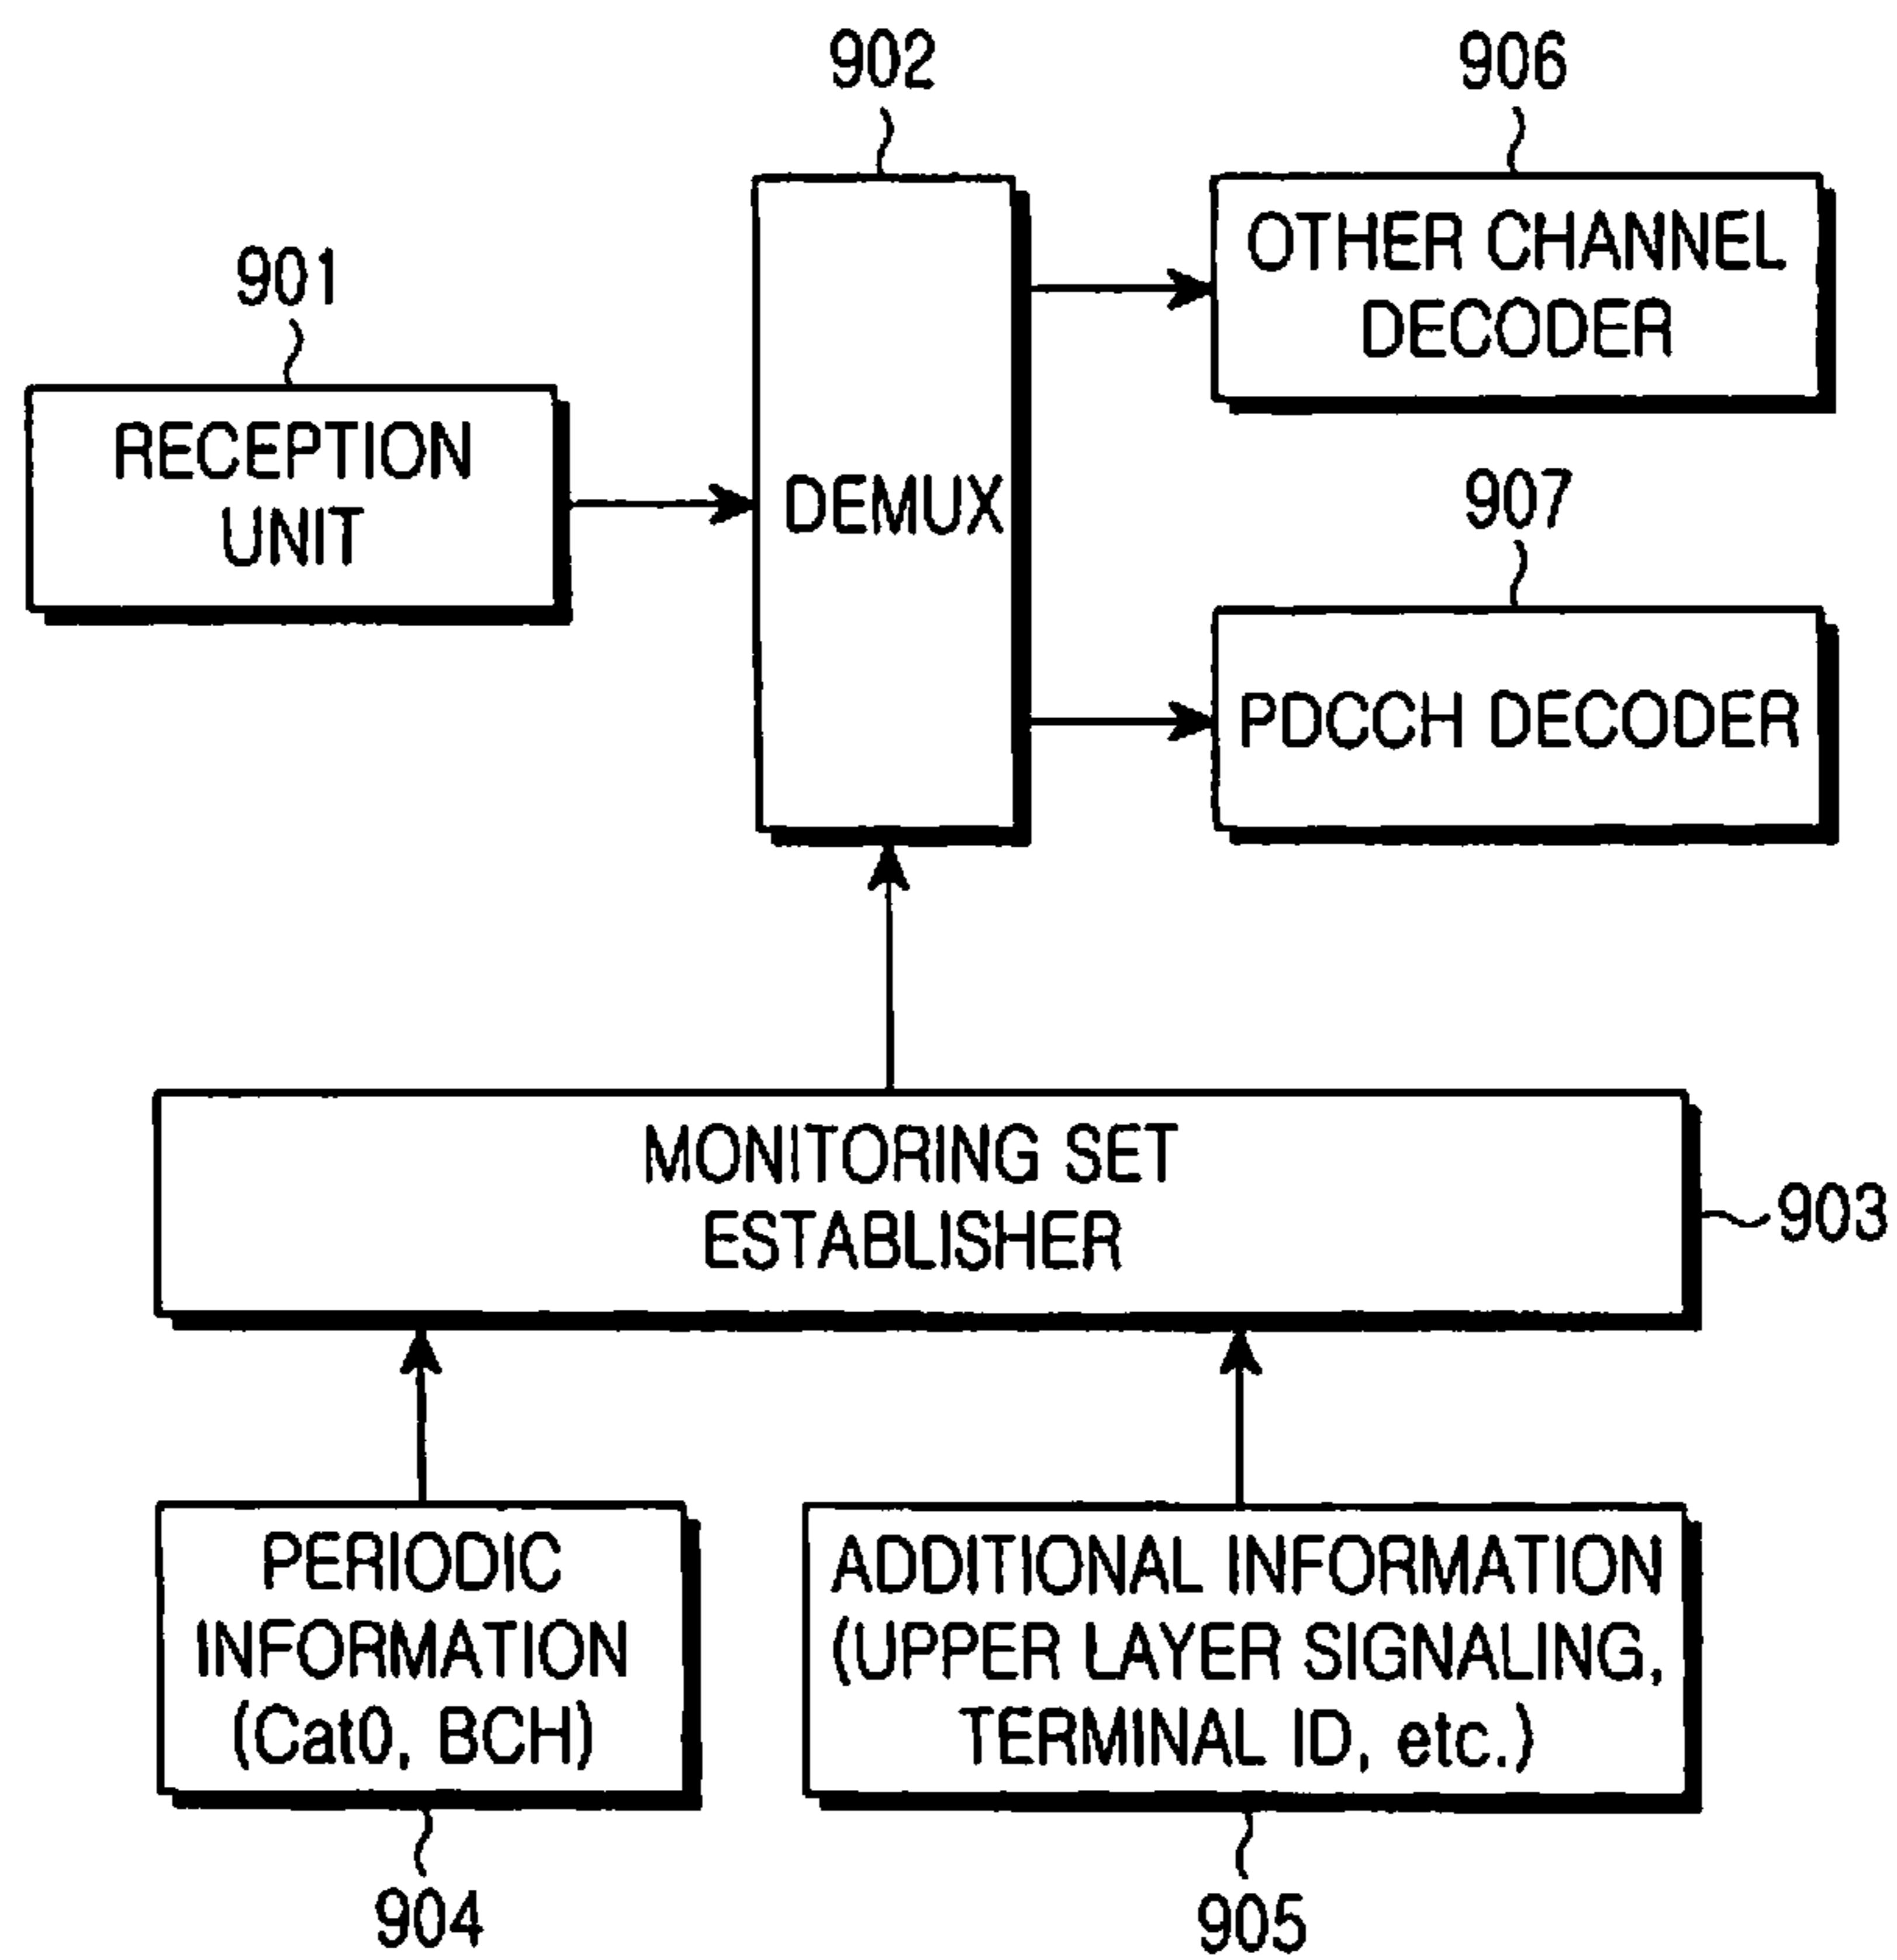 902
906
OTHER CHANNEL
DECODER
901
RECEPTION
UNIT
DEMUX
907
PDCCH DECODER
MONITORING SET
ESTABLISHER
903
PERIODIC
INFORMATION
(Cat0, BCH)
ADDITIONAL INFORMATION
(UPPER LAYER SIGNALING,
TERMINAL ID, etc.)
904
905